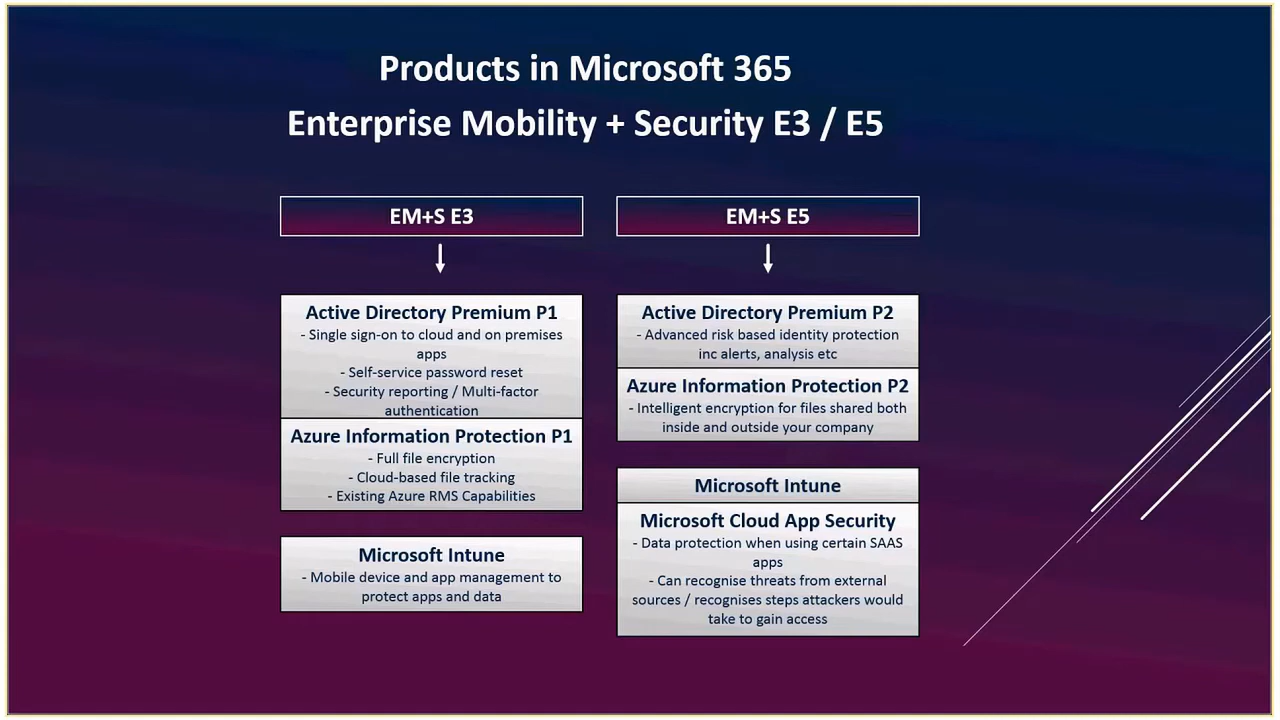 Products in Microsoft 365
Enterprise Mobility + Security E3 / E5
EM+S E3
Active Directory Premium P1
- Single sign-on to cloud and on premises
apps
- Self-service password reset
- Security reporting / Multi-factor
authentication
Azure Information Protection P1
- Full file encryption
- Cloud-based file tracking
- Existing Azure RMS Capabilities
Microsoft Intune
- Mobile device and app management to
protect apps and data
EM+S E5
Active Directory Premium P2
- Advanced risk based identity protection
inc alerts, analysis etc
Azure Information Protection P2
- Intelligent encryption for files shared both
inside and outside your company
Microsoft Intune
Microsoft Cloud App Security
- Data protection when using certain SAAS
apps
- Can recognise threats from external
sources / recognises steps attackers would
take to gain access